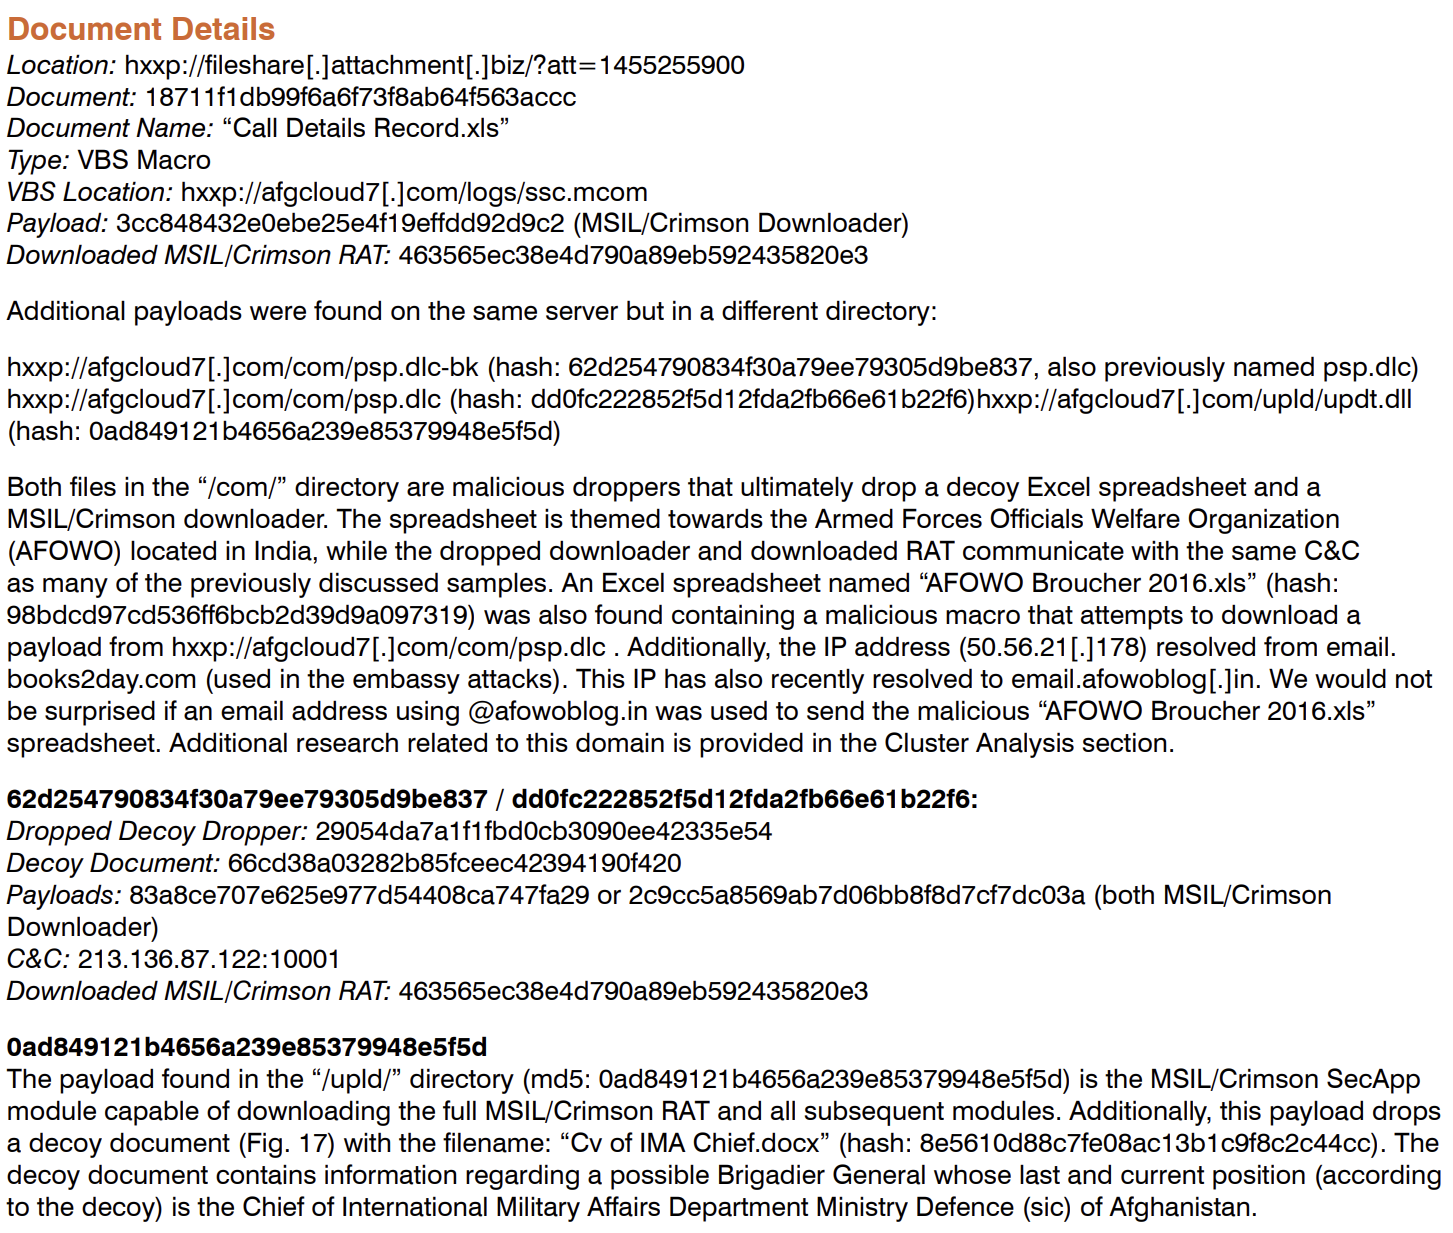 Document Details
Location: hxxp://fileshare[.]attachment[.]biz/?att=1455255900
Document: 18711f1db99f6a6f73f8ab64f563accc
Document Name: “Call Details Record.xls”
Type: VBS Macro
VBS Location: hxxp://afgcloud7[.]com/logs/ssc.mcom
Payload: 3cc848432e0ebe25e4f19effdd92d9c2 (MSIL/Crimson Downloader)
Downloaded MSIL/Crimson RAT: 463565ec38e4d790a89eb592435820e3
Additional payloads were found on the same server but in a different directory:
hxxp://afgcloud7[.]com/com/psp.dlc-bk (hash: 62d254790834f30a79ee79305d9be837, also previously named psp.dlc)
hxxp://afgcloud7[.]com/com/psp.dlc (hash: dd0fc222852f5d12fda2fb66e61b22f6)hxxp://afgcloud7[.]com/upld/updt.dll
(hash: 0ad849121b4656a239e85379948e5f5d)
Both files in the “/com/” directory are malicious droppers that ultimately drop a decoy Excel spreadsheet and a
MSIL/Crimson downloader. The spreadsheet is themed towards the Armed Forces Officials Welfare Organization
(AFOWO) located in India, while the dropped downloader and downloaded RAT communicate with the same C&C
as many of the previously discussed samples. An Excel spreadsheet named “AFOWO Broucher 2016.xls” (hash:
98bdcd97cd536ff6bcb2d39d9a097319) was also found containing a malicious macro that attempts to download a
payload from hxxp://afgcloud7[.]com/com/psp.dlc . Additionally, the IP address (50.56.21[.]178) resolved from email.
books2day.com (used in the embassy attacks). This IP has also recently resolved to email.afowoblog[.]in. We would not
be surprised if an email address using @afowoblog.in was used to send the malicious “AFOWO Broucher 2016.xls”
spreadsheet. Additional research related to this domain is provided in the Cluster Analysis section.
62d254790834f30a79ee79305d9be837 / dd0fc222852f5d12fda2fb66e61b22f6:
Dropped Decoy Dropper: 29054da7a1f1fbd0cb3090ee42335e54
Decoy Document: 66cd38a03282b85fceec42394190f420
Payloads: 83a8ce707e625e977d54408ca747fa29 or 2c9cc5a8569ab7d06bb8f8d7cf7dc03a (both MSIL/Crimson
Downloader)
C&C: 213.136.87.122:10001
Downloaded MSIL/Crimson RAT: 463565ec38e4d790a89eb592435820e3
0ad849121b4656a239e85379948e5f5d
The payload found in the “/upld/” directory (md5: 0ad849121b4656a239e85379948e5f5d) is the MSIL/Crimson SecApp
module capable of downloading the full MSIL/Crimson RAT and all subsequent modules. Additionally, this payload drops
a decoy document (Fig. 17) with the filename: “Cv of IMA Chief.docx” (hash: 8e5610d88c7fe08ac13b1c9f8c2c44cc). The
decoy document contains information regarding a possible Brigadier General whose last and current position (according
to the decoy) is the Chief of International Military Affairs Department Ministry Defence (sic) of Afghanistan.